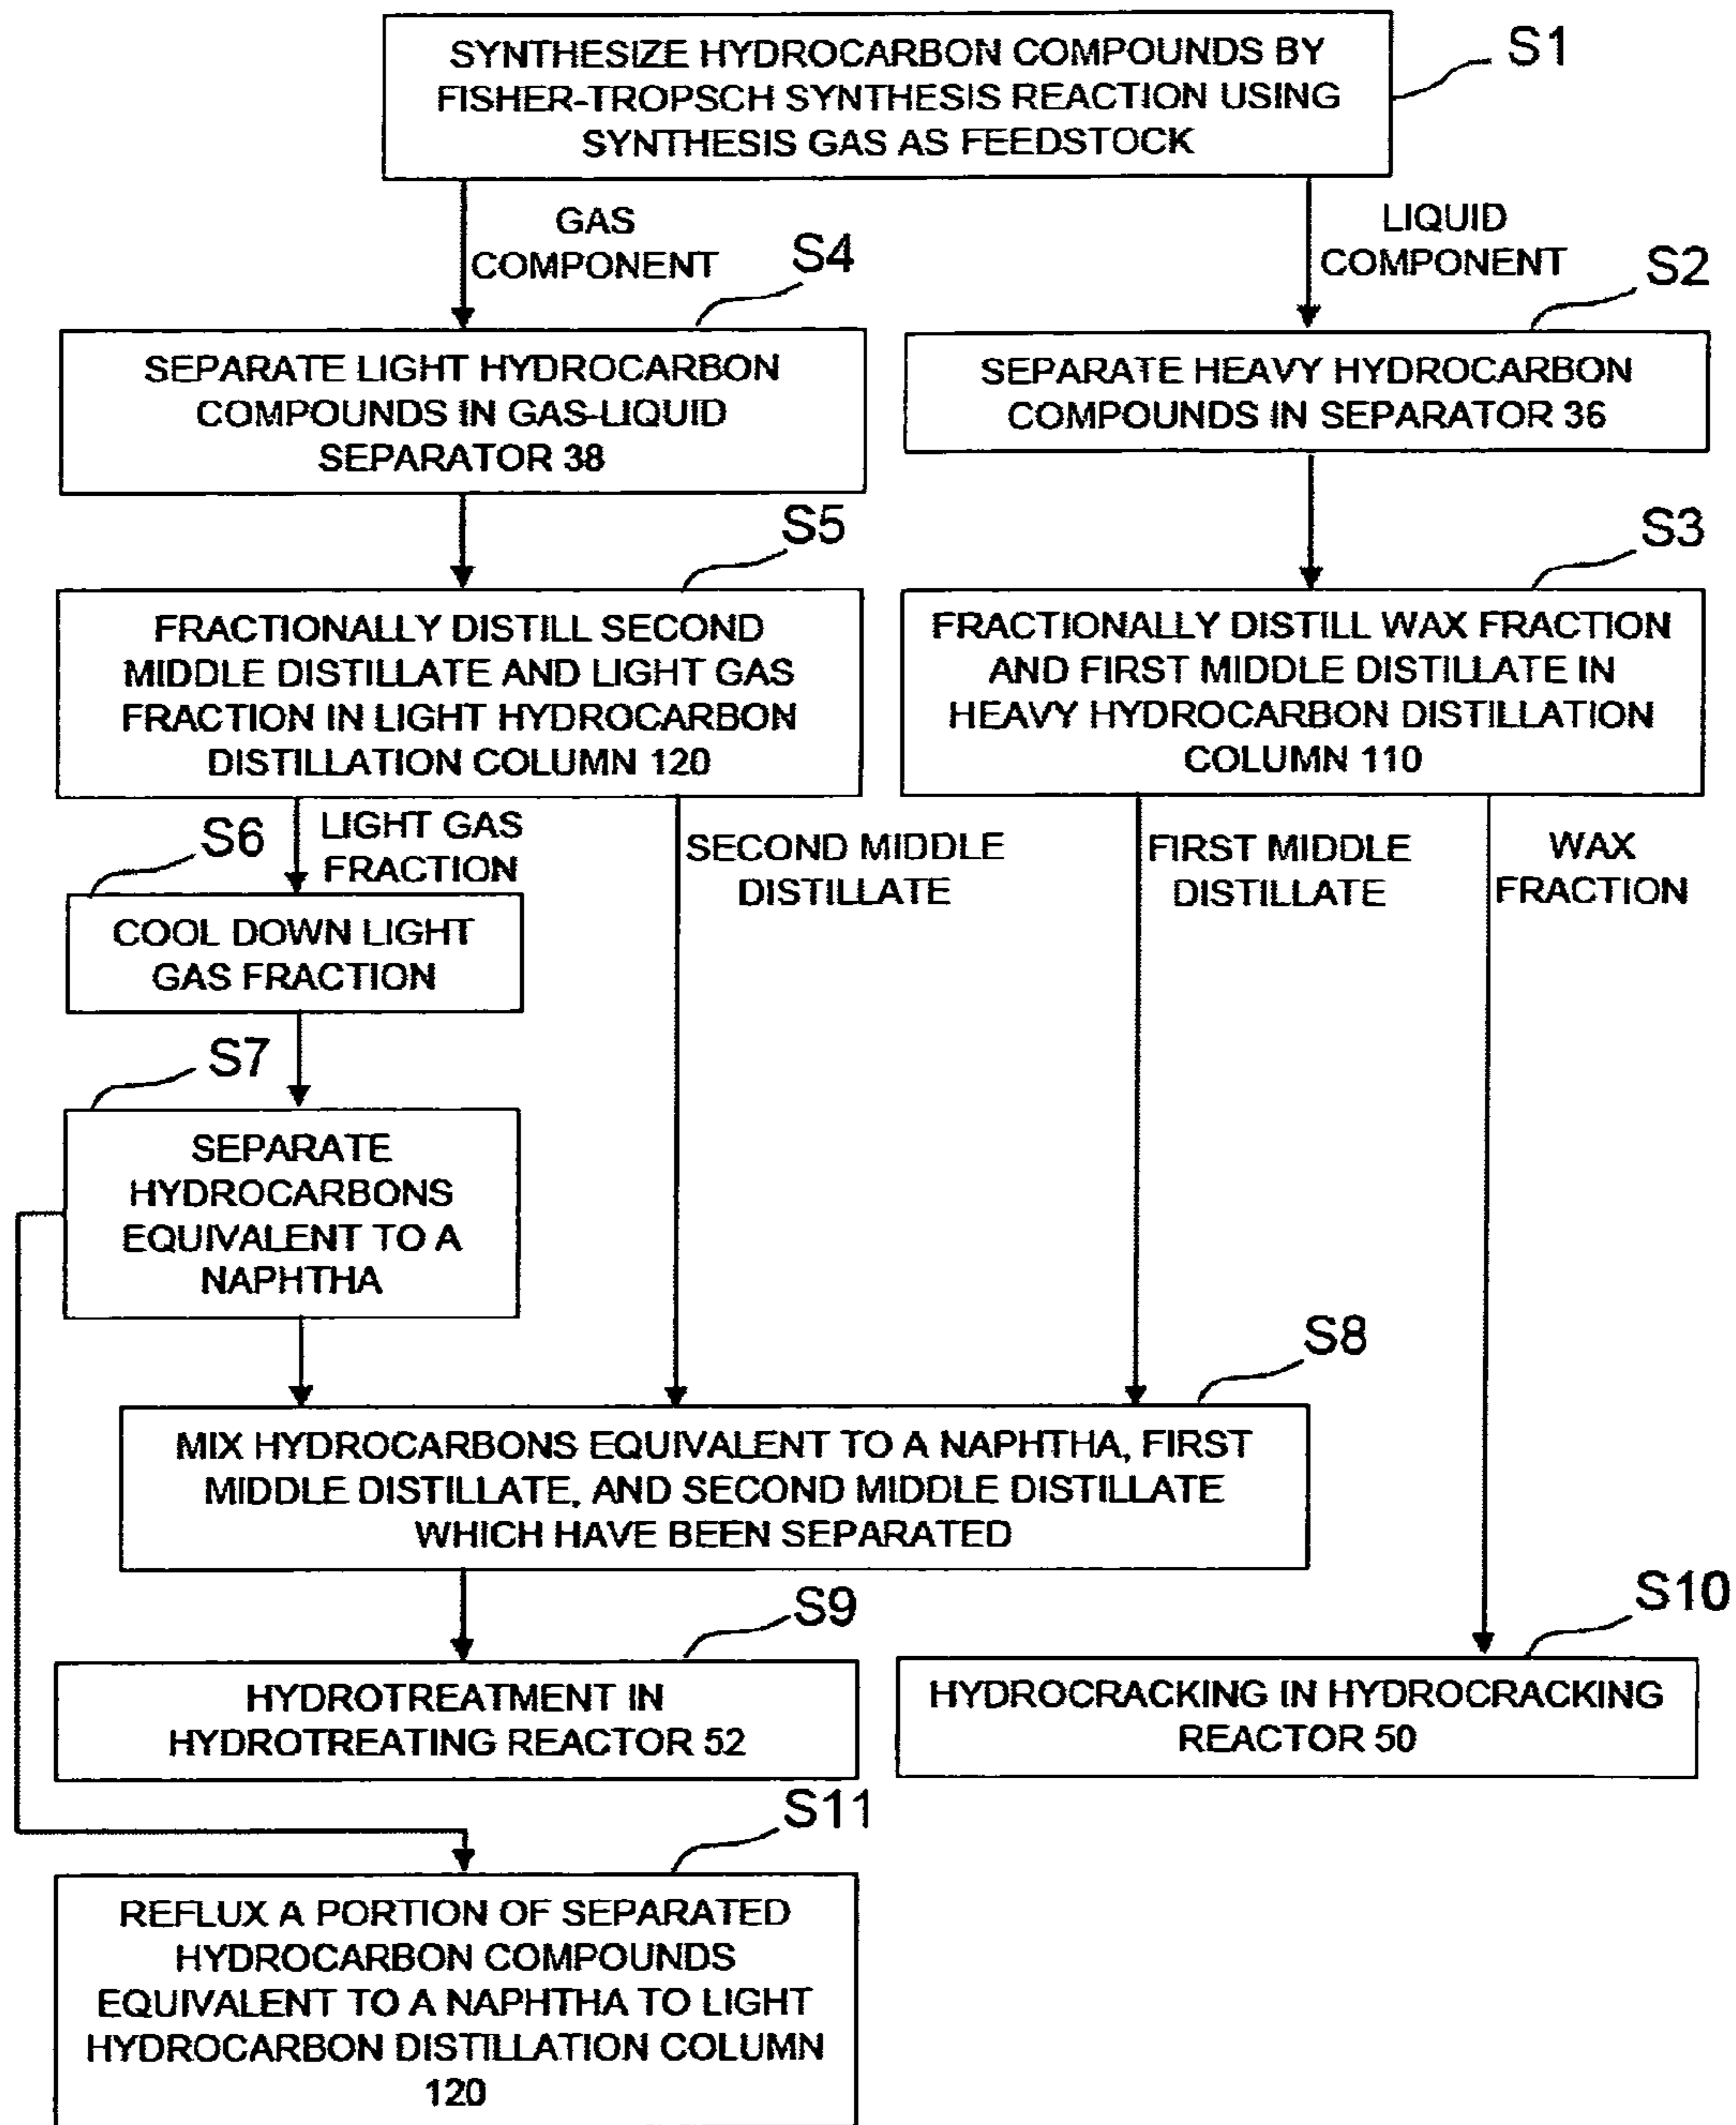 SYNTHESIZE HYDROCARBON COMPOUNDS BY
FISHER-TROPSCH SYNTHESIS REACTION USING
SYNTHESIS GAS AS FEEDSTOCK
S1
GAS
COMPONENT
LIQUID
COMPONENT
S4
SEPARATE LIGHT HYDROCARBON
COMPOUNDS IN GAS-LIQUID
SEPARATOR 38
S2
SEPARATE HEAVY HYDROCARBON
COMPOUNDS IN SEPARATOR 36
S5
FRACTIONALLY DISTILL SECOND
MIDDLE DISTILLATE AND LIGHT GAS
FRACTION IN LIGHT HYDROCARBON
DISTILLATION COLUMN 120
S3
FRACTIONALLY DISTILL WAX FRACTION
AND FIRST MIDDLE DISTILLATE IN
HEAVY HYDROCARBON DISTILLATION
COLUMN 110
S6
LIGHT GAS
FRACTION
SECOND MIDDLE
DISTILLATE
FIRST MIDDLE
DISTILLATE
WAX
FRACTION
COOL DOWN LIGHT
GAS FRACTION
S7
SEPARATE
HYDROCARBONS
EQUIVALENT TO A
NAPHTHA
S8
MIX HYDROCARBONS EQUIVALENT TO A NAPHTHA, FIRST
MIDDLE DISTILLATE, AND SECOND MIDDLE DISTILLATE
WHICH HAVE BEEN SEPARATED
S9
HYDROTREATMENT IN
HYDROTREATING REACTOR 52
S10
HYDROCRACKING IN HYDROCRACKING
REACTOR 50
S11
REFLUX A PORTION OF SEPARATED
HYDROCARBON COMPOUNDS
EQUIVALENT TO A NAPHTHA TO LIGHT
HYDROCARBON DISTILLATION COLUMN
120